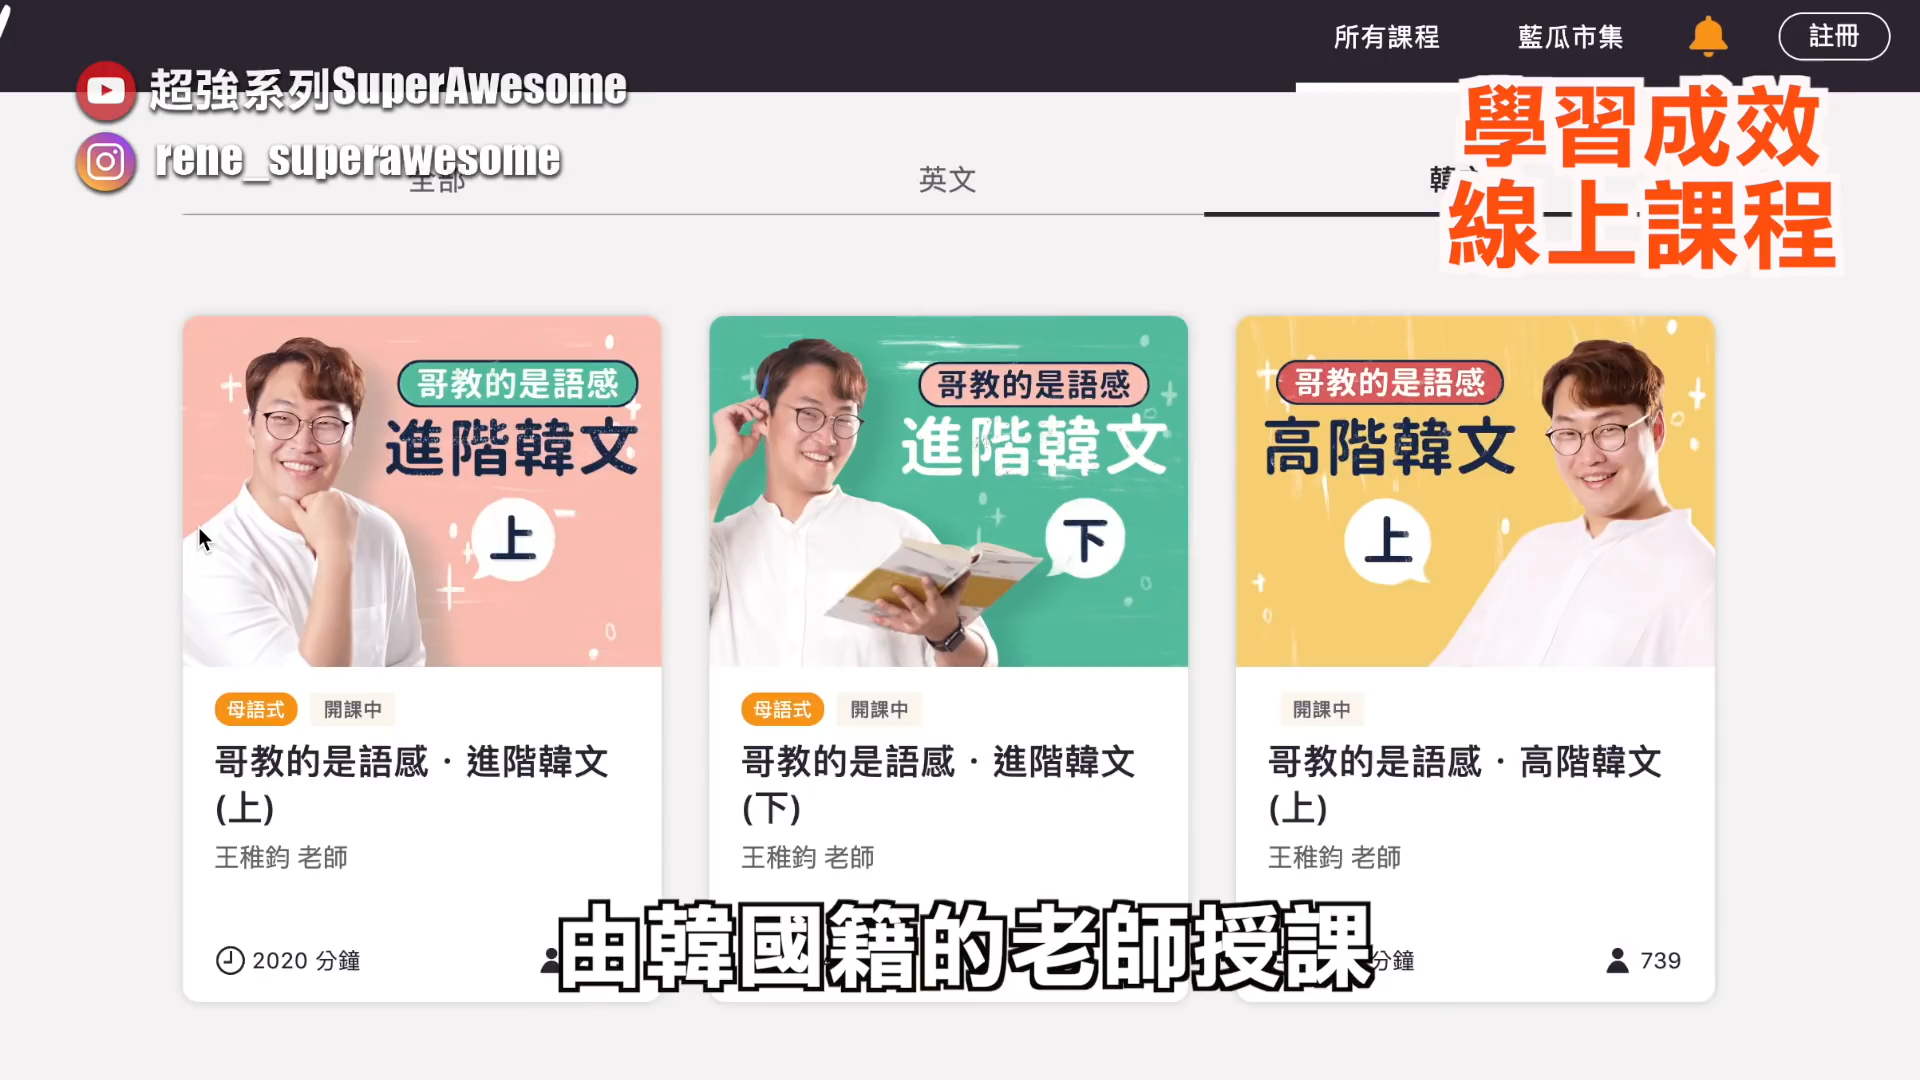 所有課程
藍瓜市集
註冊
超強系列SuperAwesome
rene_superawesome
學習成效
線上課程
全部
英文
哥教的是語感
進階韓文
上
哥教的是語感
進階韓文
下
哥教的是語感
高階韓文
上
母語式
開課中
哥教的是語感・進階韓文
(上)
王稚鈞 老師
2020 分鐘
母語式
開課中
哥教的是語感・進階韓文
(下)
王稚鈞 老師
開課中
哥教的是語感・高階韓文
(上)
王稚鈞 老師
分鐘
739
由韓國籍的老師授課